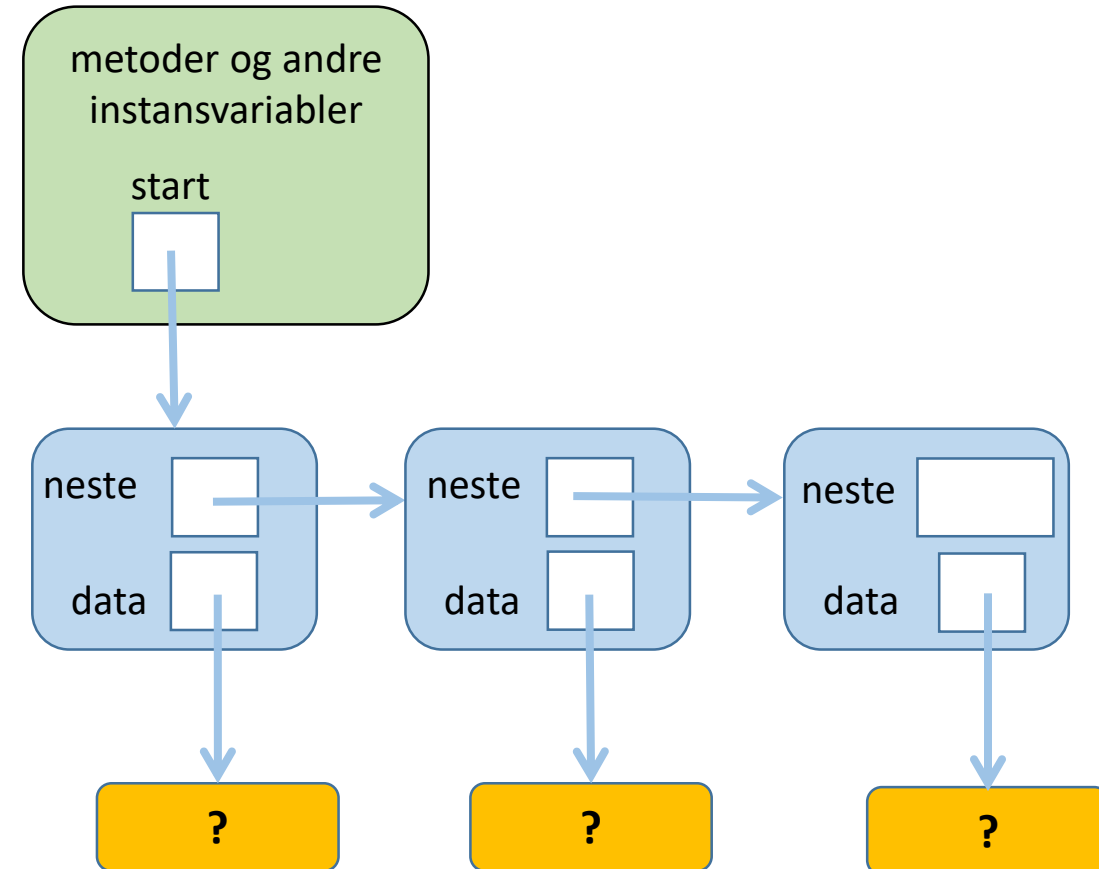 metoder og andre
instansvariabler
start
neste
data
neste
data
neste
data
?
?
?